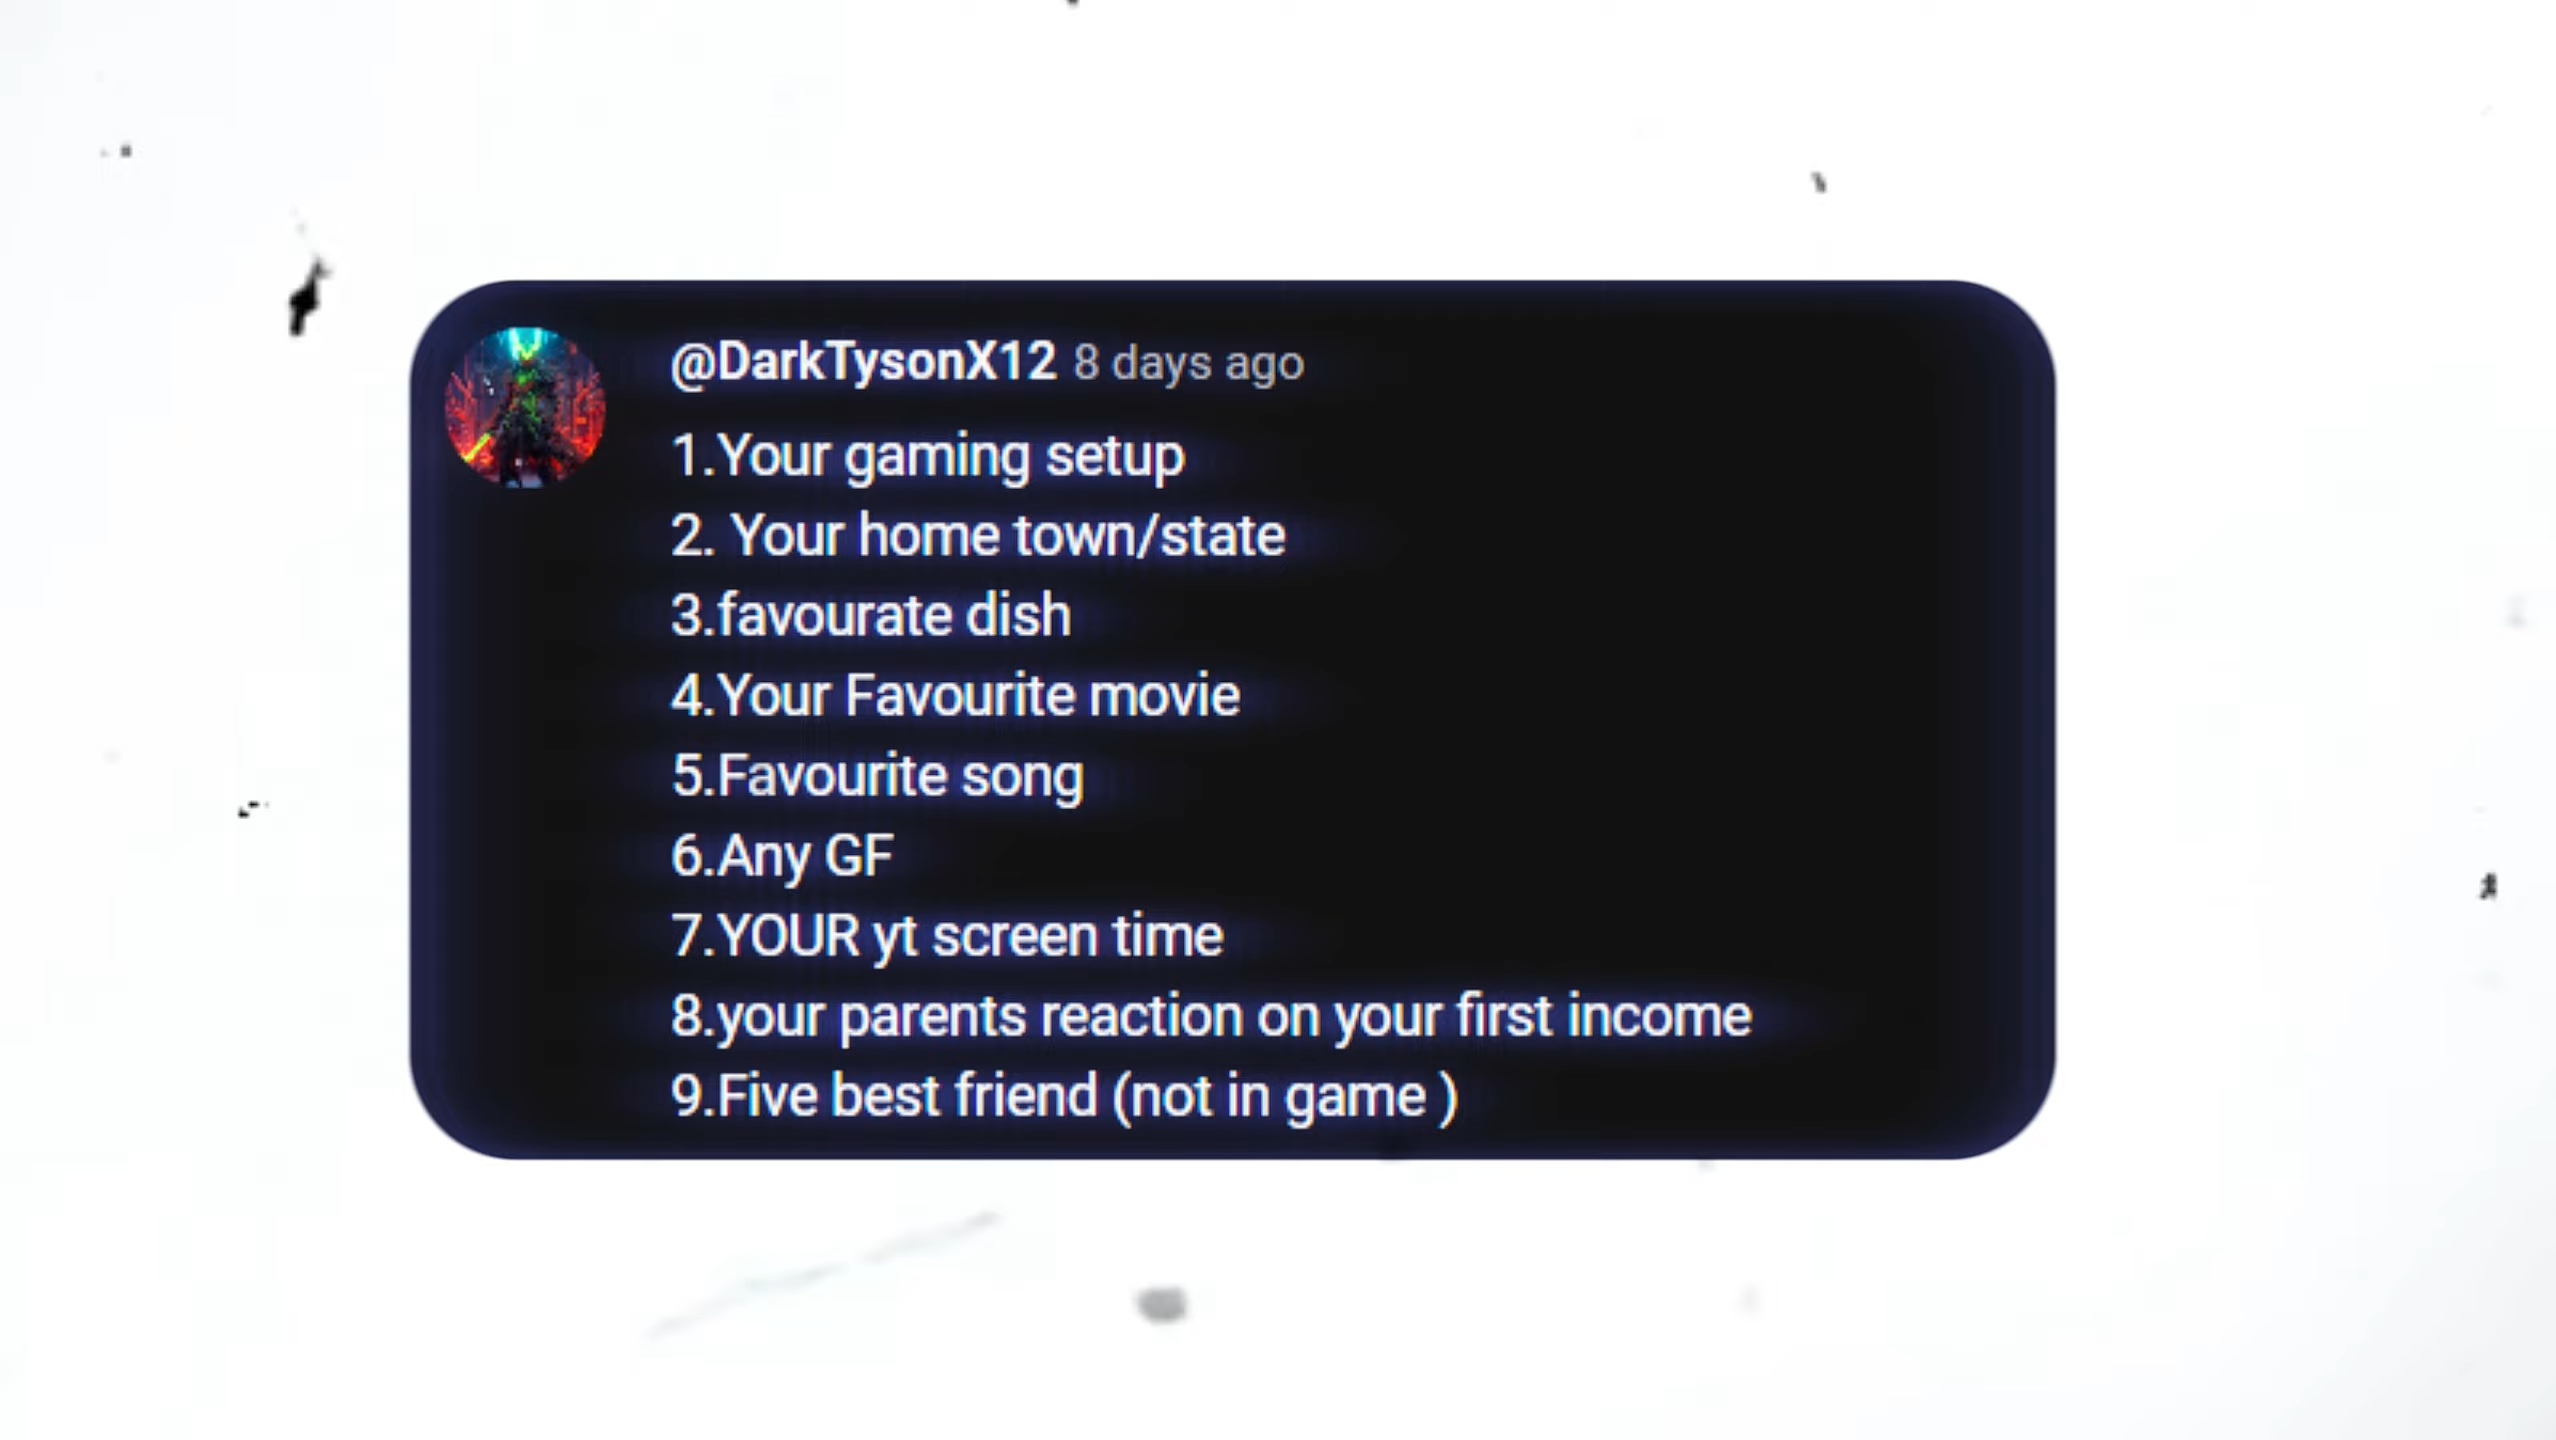 @DarkTysonX12 8 days ago
1.Your gaming setup
2. Your home town/state
3.favourate dish
4.Your Favourite movie
5.Favourite song
6.Any GF
7.YOUR yt screen time
8.your parents reaction on your first income
9.Five best friend (not in game )